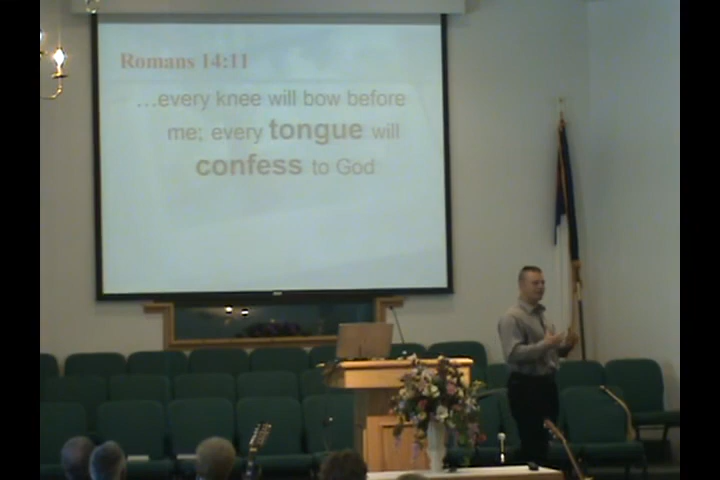 Romans 14:11
…every knee will bow before
me; every tongue will
confess to God